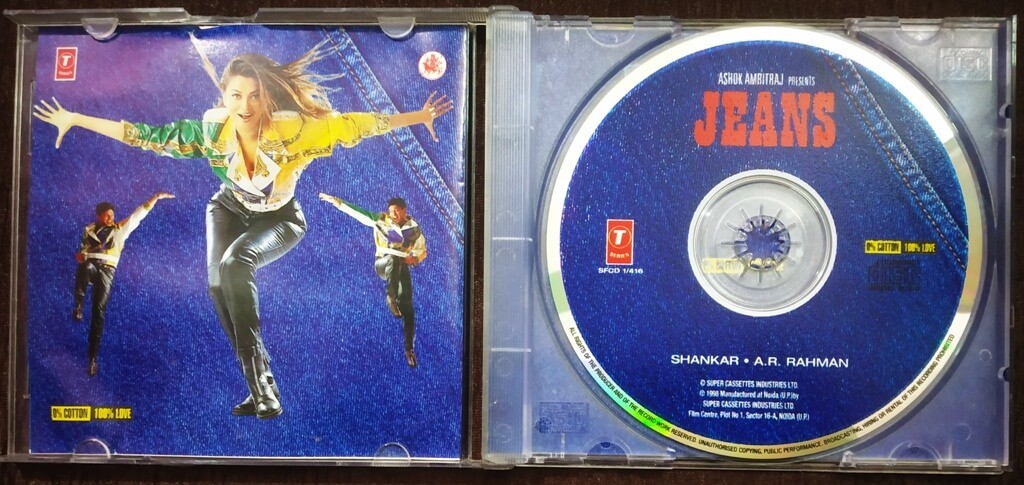 T
SERIES
0% COTTON 100% LOVE
ASHOK AMRITRAJ PRESENTS
JEANS
T
SERIES
SFCD 1/416
0% COTTON 100% LOVE
SHANKAR • A.R. RAHMAN
© SUPER CASSETTES INDUSTRIES LTD.
℗ 1998 Manufactured at Noida (U.P.) by
SUPER CASSETTES INDUSTRIES LTD.
Film Centre, Plot No 1, Sector 16-A, NOIDA (U.P.)
ALL RIGHTS OF THE PRODUCER AND OF THE RECORD WORK RESERVED. UNAUTHORISED COPYING, PUBLIC PERFORMANCE, BROADCASTING, HIRING OR RENTAL OF THIS RECORDING PROHIBITED